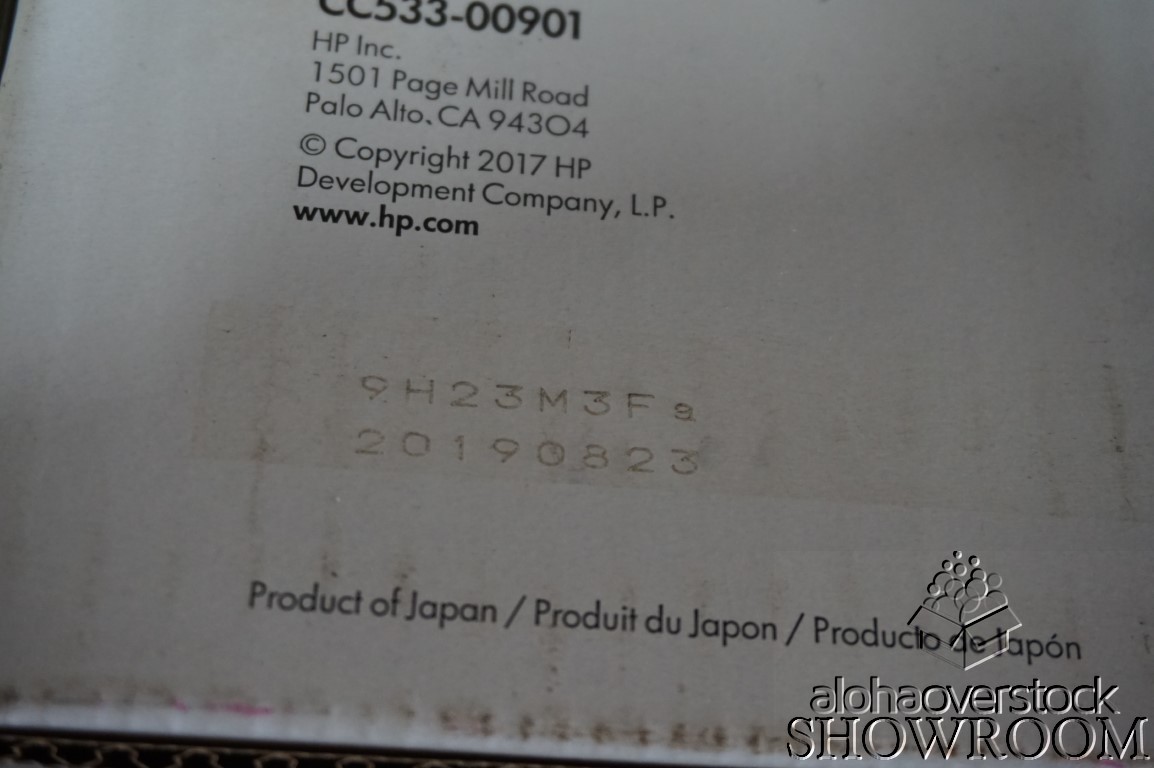 CC533-00901
HP Inc.
1501 Page Mill Road
Palo Alto, CA 94304
© Copyright 2017 HP
Development Company, L.P.
www.hp.com
9H23M3Fa
20190823
Product of Japan / Produit du Japon / Producto de Japón
alohaoverstock
SHOWROOM